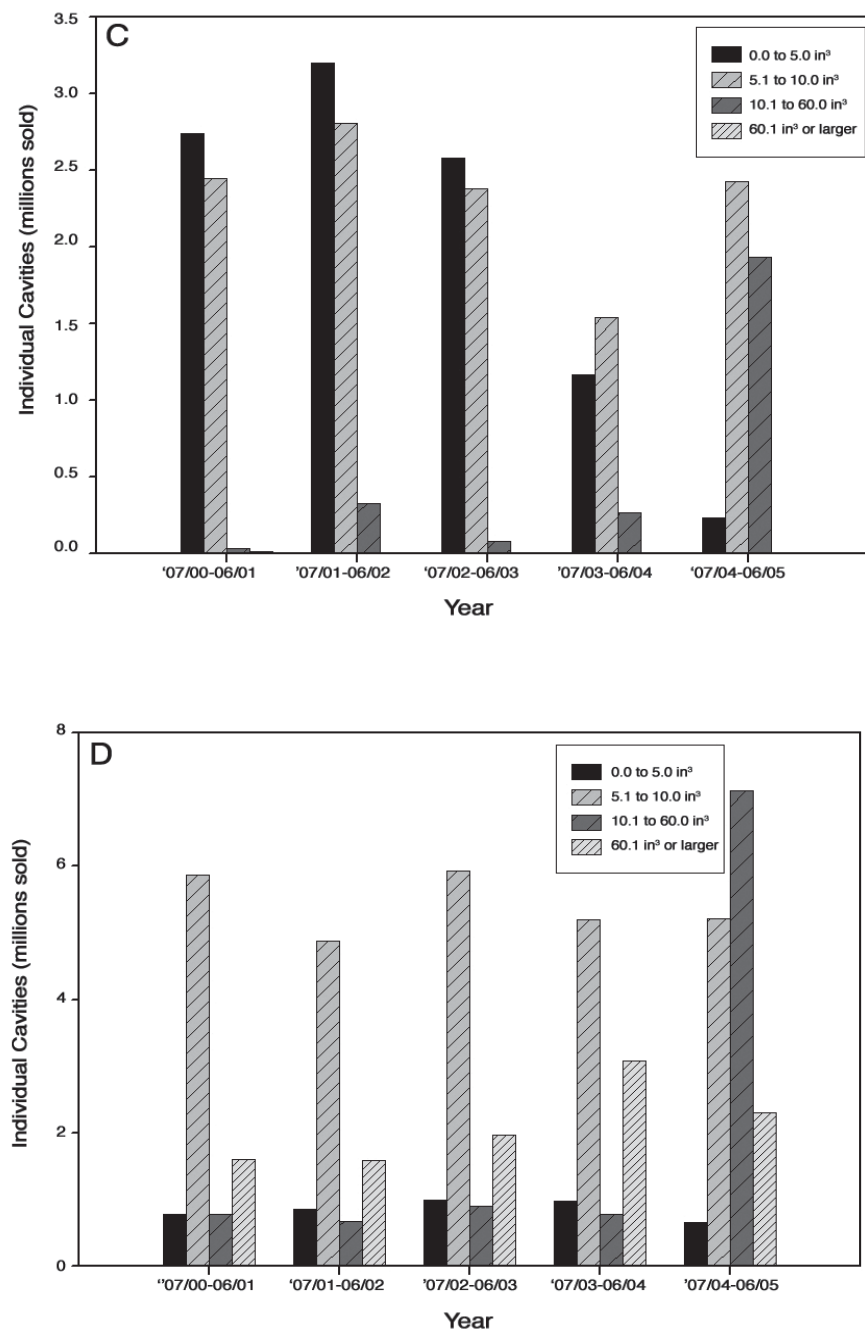 C
3.5
3.0
2.5
2.0
1.5
1.0
0.5
0.0
Individual Cavities (millions sold)
0.0 to 5.0 in³
5.1 to 10.0 in³
10.1 to 60.0 in³
60.1 in³ or larger
‘07/00-06/01
’07/01-06/02
’07/02-06/03
’07/03-06/04
’07/04-06/05
Year
D
8
6
4
2
0
Individual Cavities (millions sold)
0.0 to 5.0 in³
5.1 to 10.0 in³
10.1 to 60.0 in³
60.1 in³ or larger
‘’07/00-06/01
‘07/01-06/02
’07/02-06/03
‘07/03-06/04
’07/04-06/05
Year